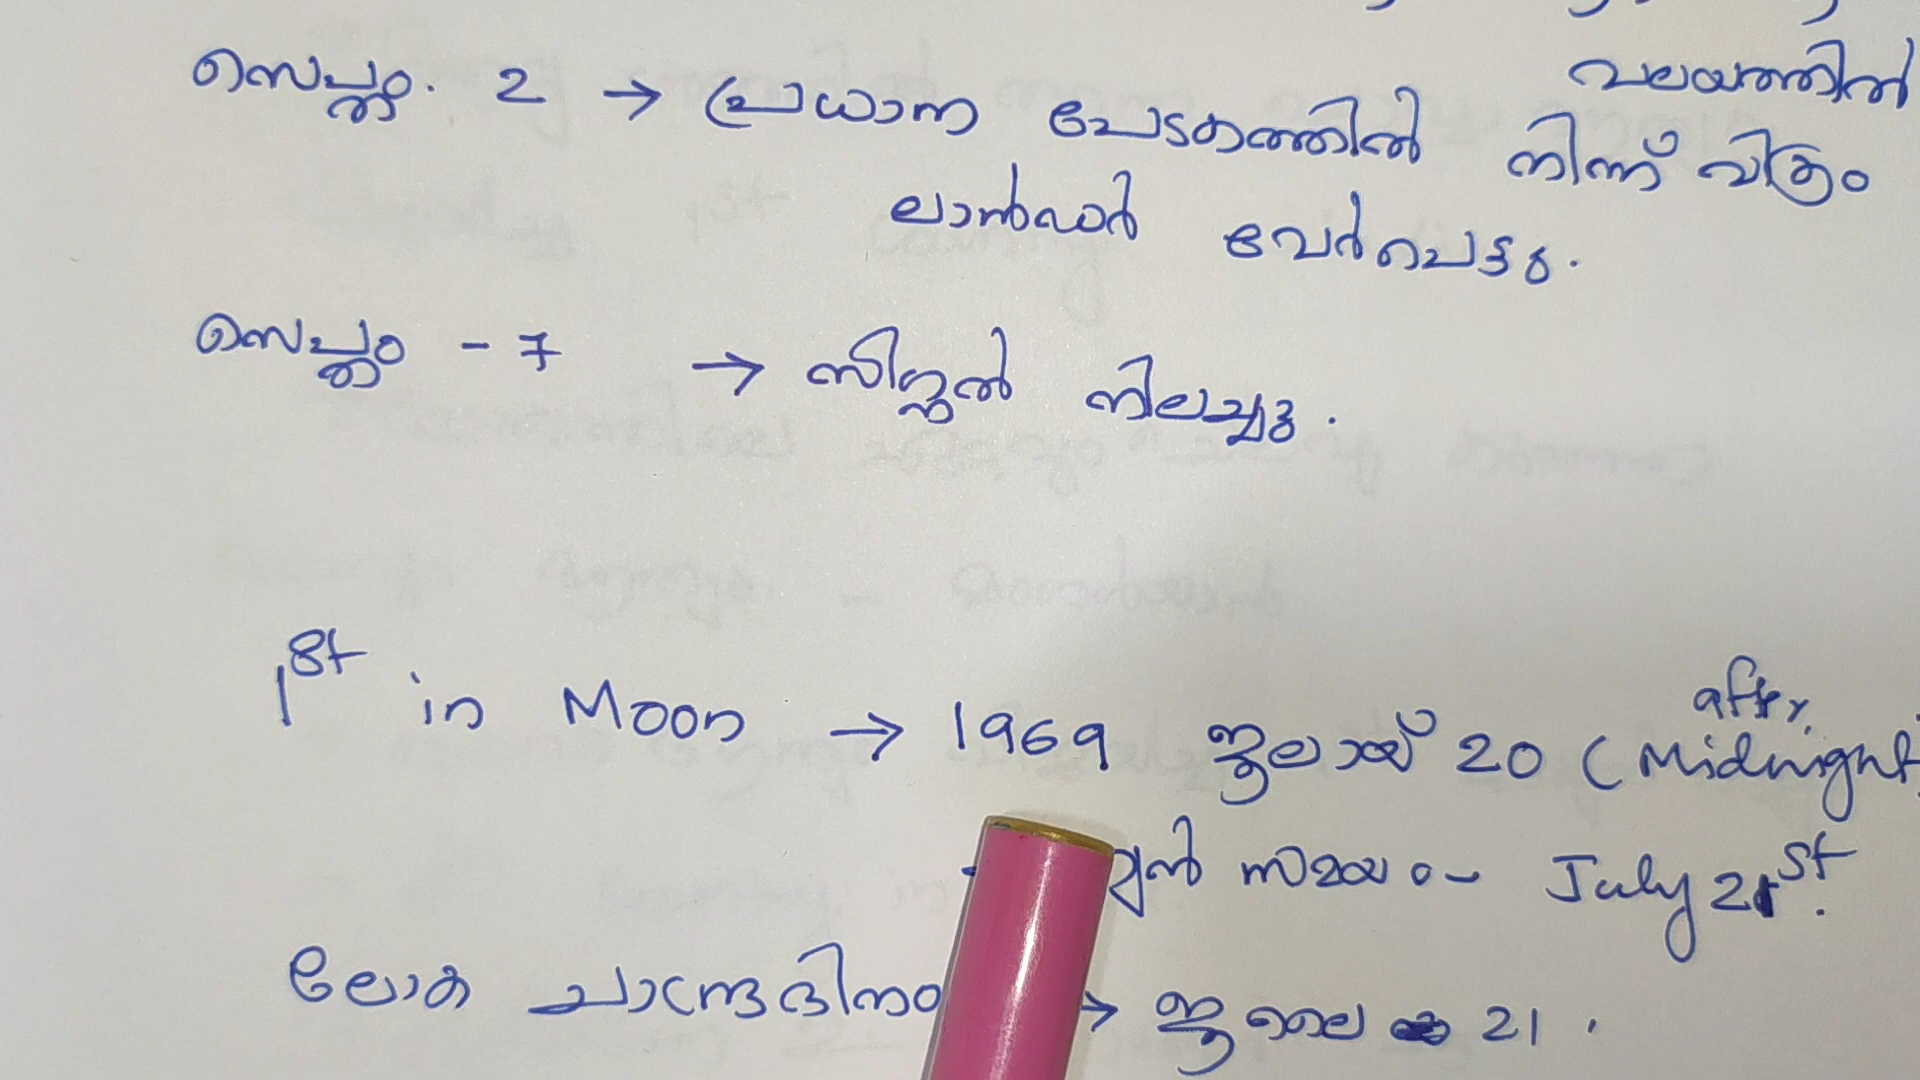 വലയത്തിൽ
സെപ്തം. 2 → പ്രധാന പേടകത്തിൽ നിന്ന് വിക്രം
ലാൻഡർ വേർപെട്ടു.
സെപ്തം - 7 → സിഗ്നൽ നിലച്ചു.
1st in Moon → 1969 ജൂലായ് 20 (after Midnight
സമയം - July 21st.
ലോക ചാന്ദ്രദിനം → ജൂലൈ 21.